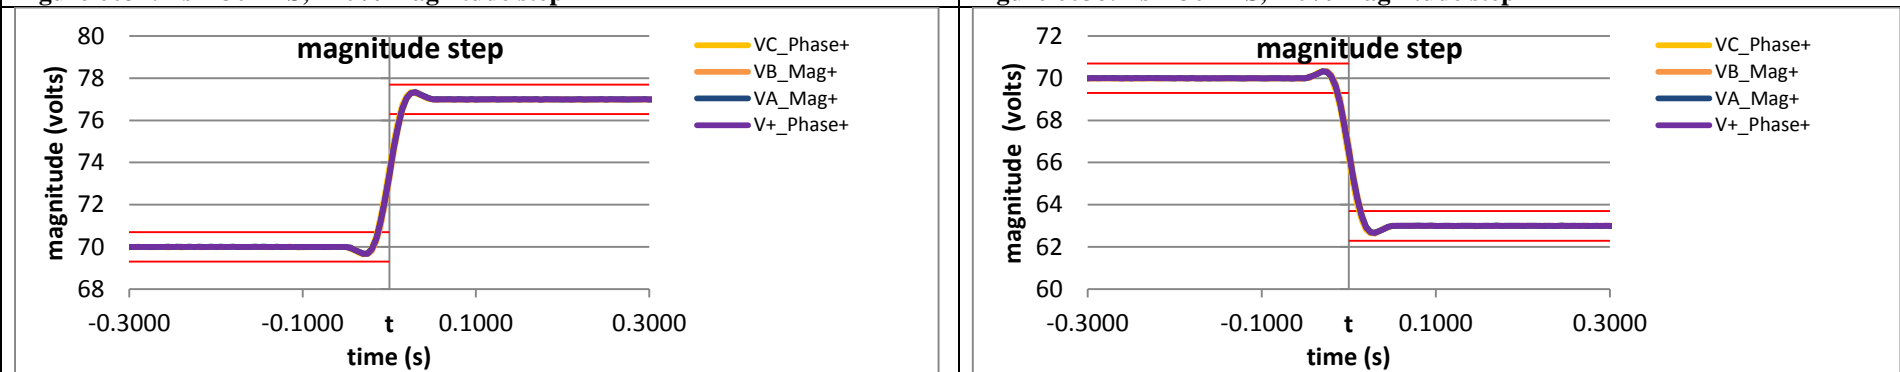 magnitude step
80
78
76
74
72
70
68
magnitude (volts)
-0.3000 -0.1000 t 0.1000 0.3000
time (s)
VC_Phase+
VB_Mag+
VA_Mag+
V+_Phase+
magnitude step
72
70
68
66
64
62
60
magnitude (volts)
-0.3000 -0.1000 t 0.1000 0.3000
time (s)
VC_Phase+
VB_Mag+
VA_Mag+
V+_Phase+